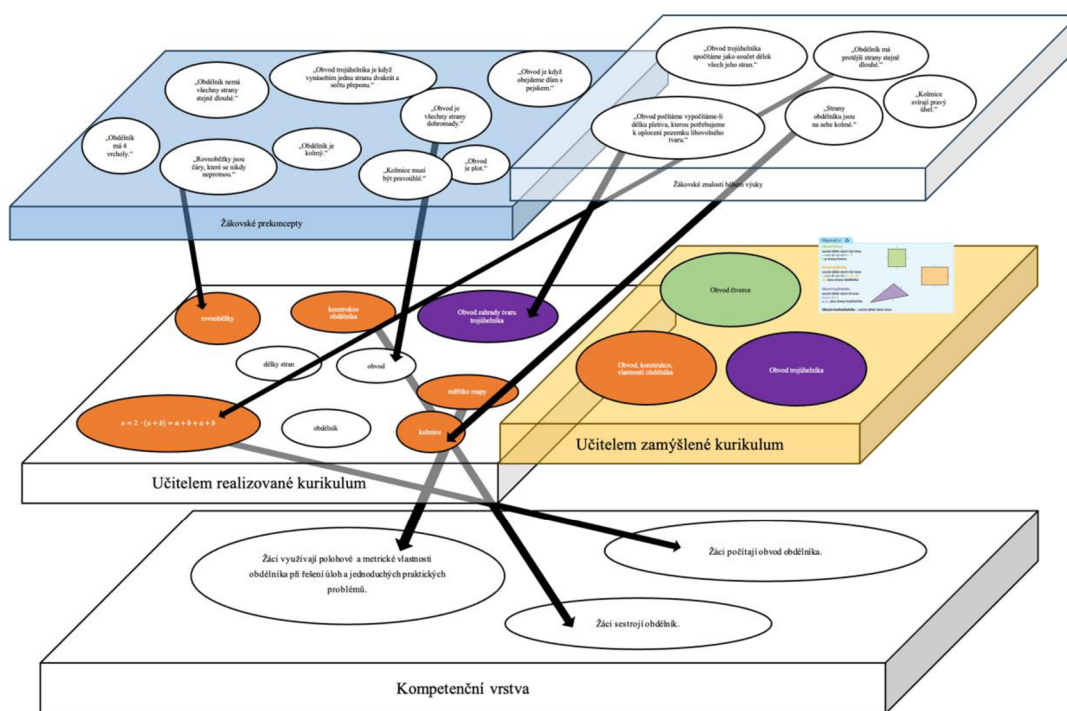 „Obdélník nemá
všechny strany
stejně dlouhé.“
„Obvod trojúhelníka je když
vynásobím jednu stranu dvakrát a
sečtu přeponu.“
„Obvod je když
obejdeme dům s
pejskem.“
„Obvod je
všechny strany
dohromady.“
„Obdélník
má 4
vrcholy.“
„Rovnoběžky jsou
čáry, které se nikdy
neprotnou.“
„Obdélník je
kolmý.“
„Kolmice musí
být pravoúhlé.“
„Obvod
je plot.“
Žákovské prekoncepty
„Obvod trojúhelníka
spočítáme jako součet délek
všech jeho stran.“
„Obdélník má
protější strany stejně
dlouhé.“
„Obvod počítáme vypočítáme-li
délku pletiva, kterou potřebujeme
k oplocení pozemku libovolného
tvaru.“
„Strany
obdélníku jsou
na sebe kolmé.“
„Kolmice
svírají pravý
úhel.“
Žákovské znalosti během výuky
rovnoběžky
konstrukce
obdélníka
Obvod zahrady tvaru
trojúhelníka
délky stran
obvod
měřítko mapy
o = 2 · (a + b) = a + b + a + b
obdélník
kolmice
Učitelem realizované kurikulum
Obvod čtverce
Obvod, konstrukce,
vlastnosti obdélníka
Obvod trojúhelníka
Učitelem zamýšlené kurikulum
Žáci využívají polohové a metrické vlastnosti
obdélníka při řešení úloh a jednoduchých praktických
problémů.
Žáci počítají obvod obdélníka.
Žáci sestrojí obdélník.
Kompetenční vrstva